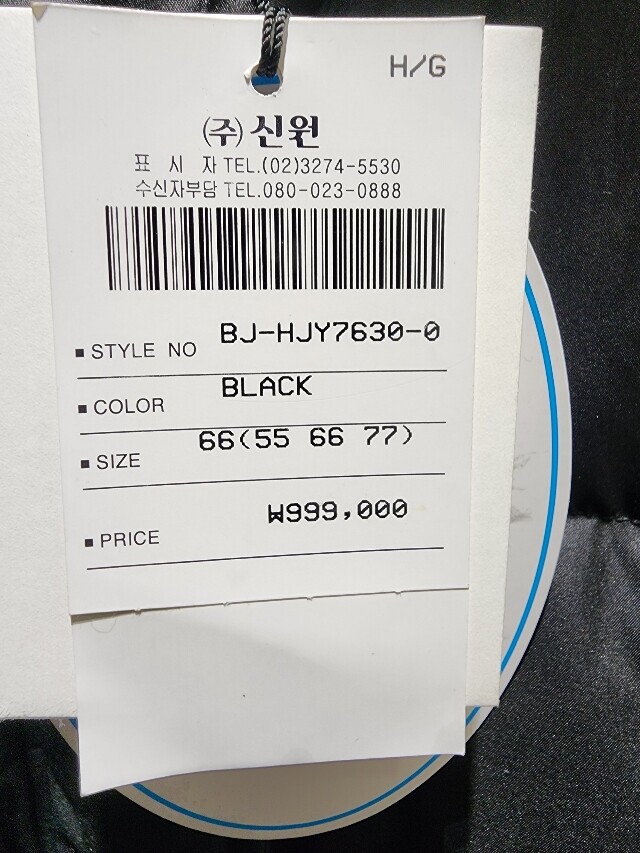 H/G
(주) 신원
표 시 자 TEL.(02)3274-5530
수신자부담 TEL.080-023-0888
■ STYLE NO BJ-HJY7630-0
■ COLOR BLACK
■ SIZE 66(55 66 77)
■ PRICE ₩999,000